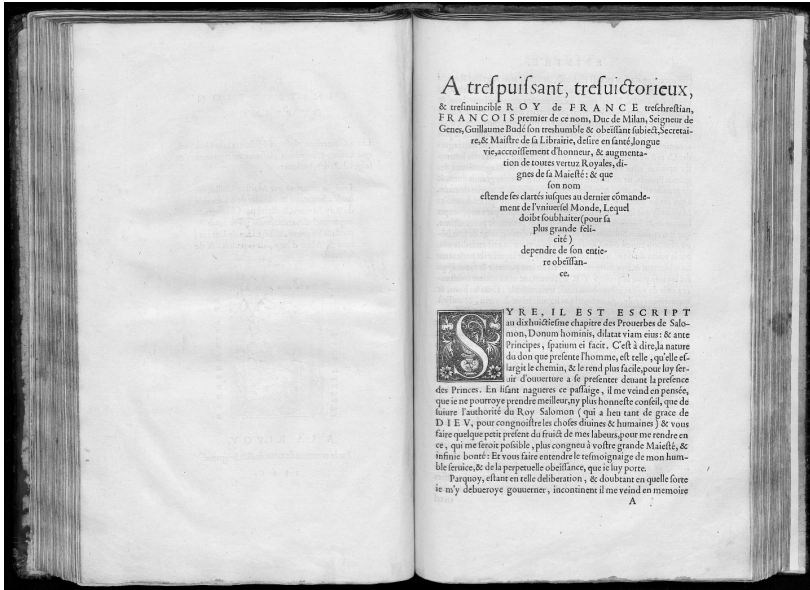 A treſpuiſſant, treſuictorieux,
& treſinuincible ROY de FRANCE treſchreſtian,
FRANCOIS premier de ce nom, Duc de Milan, Seigneur de
Genes, Guillaume Budé ſon treſhumble & obeïſſant ſubiect, Secretai-
re, & Maiſtre de ſa Librairie, deſire en ſanté, longue
vie, accroiſſement d'honneur, & augmenta-
tion de toutes vertuz Royales, di-
gnes de ſa Maieſté: & que
ſon nom
eſtende ſes clartés iuſques au dernier cõmande-
ment de l'vniuerſel Monde, Lequel
doibt ſoubhaiter (pour ſa
plus grande feli-
cité)
dependre de ſon entie-
re obeïſſan-
ce.
SYRE, IL EST ESCRIPT
au dixhuictieſme chapitre des Prouerbes de Salo-
mon, Donum hominis, dilatat viam eius: & ante
Principes, ſpatium ei facit. C'eſt à dire, la nature
du don que preſente l'homme, eſt telle, qu'elle eſ-
largit le chemin, & le rend plus facile, pour luy ſer-
uir d'ouuerture a ſe preſenter deuant la preſence
des Princes. En liſant nagueres ce paſſaige, il me veind en penſée,
que ie ne pourroye prendre meilleur, ny plus honneſte conſeil, que de
ſuiure l'authorité du Roy Salomon (qui a heu tant de grace de
DIEV, pour congnoiſtre les choſes diuines & humaines) & vous
faire quelque petit preſent du fruict de mes labeurs, pour me rendre en
ce, qui me ſeroit poſsible, plus congneu à voſtre grande Maieſté, &
infinie bonté: Et vous faire entendre le teſmoignaige de mon hum-
ble ſeruice, & de la perpetuelle obeiſſance, que ie luy porte.
Parquoy, eſtant en telle deliberation, & doubtant en quelle ſorte
ie m'y debueroye gouuerner, incontinent il me veind en memoire
A